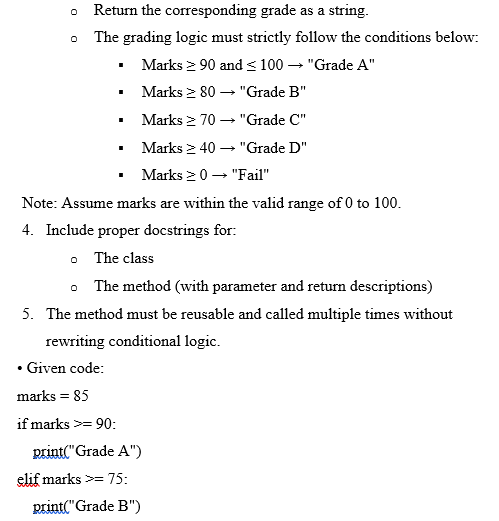 o Return the corresponding grade as a string.
o The grading logic must strictly follow the conditions below:
▪ Marks ≥ 90 and ≤ 100 → "Grade A"
▪ Marks ≥ 80 → "Grade B"
▪ Marks ≥ 70 → "Grade C"
▪ Marks ≥ 40 → "Grade D"
▪ Marks ≥ 0 → "Fail"
Note: Assume marks are within the valid range of 0 to 100.
4. Include proper docstrings for:
o The class
o The method (with parameter and return descriptions)
5. The method must be reusable and called multiple times without
rewriting conditional logic.
• Given code:
marks = 85
if marks >= 90:
print("Grade A")
elif marks >= 75:
print("Grade B")